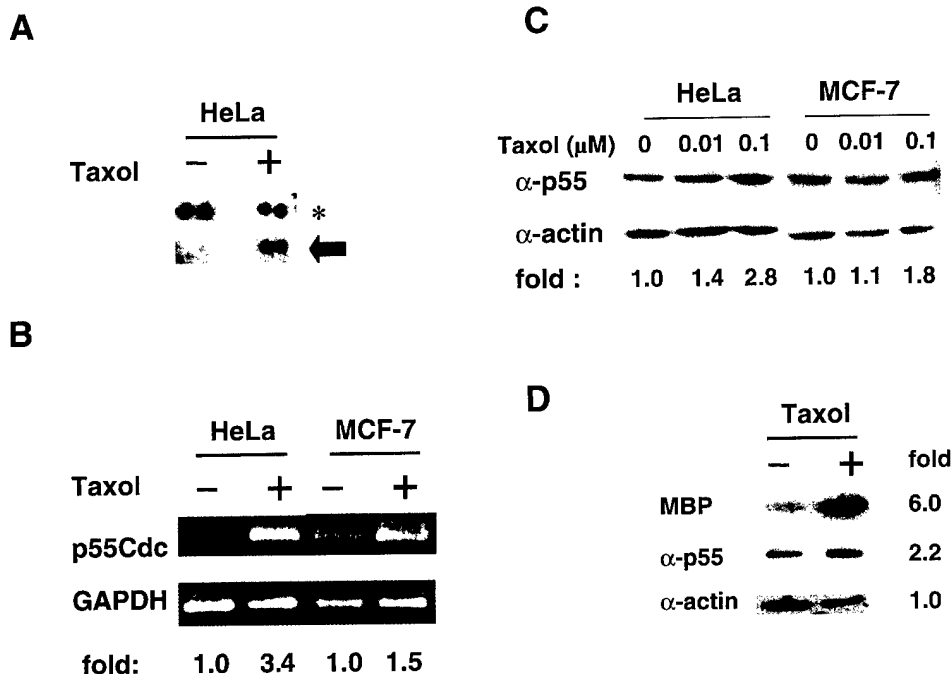 A
HeLa
Taxol − +
*
B
HeLa MCF-7
Taxol − + − +
p55Cdc
GAPDH
fold: 1.0 3.4 1.0 1.5
C
HeLa MCF-7
Taxol (μM) 0 0.01 0.1 0 0.01 0.1
α-p55
α-actin
fold : 1.0 1.4 2.8 1.0 1.1 1.8
D
Taxol
− + fold
MBP 6.0
α-p55 2.2
α-actin 1.0